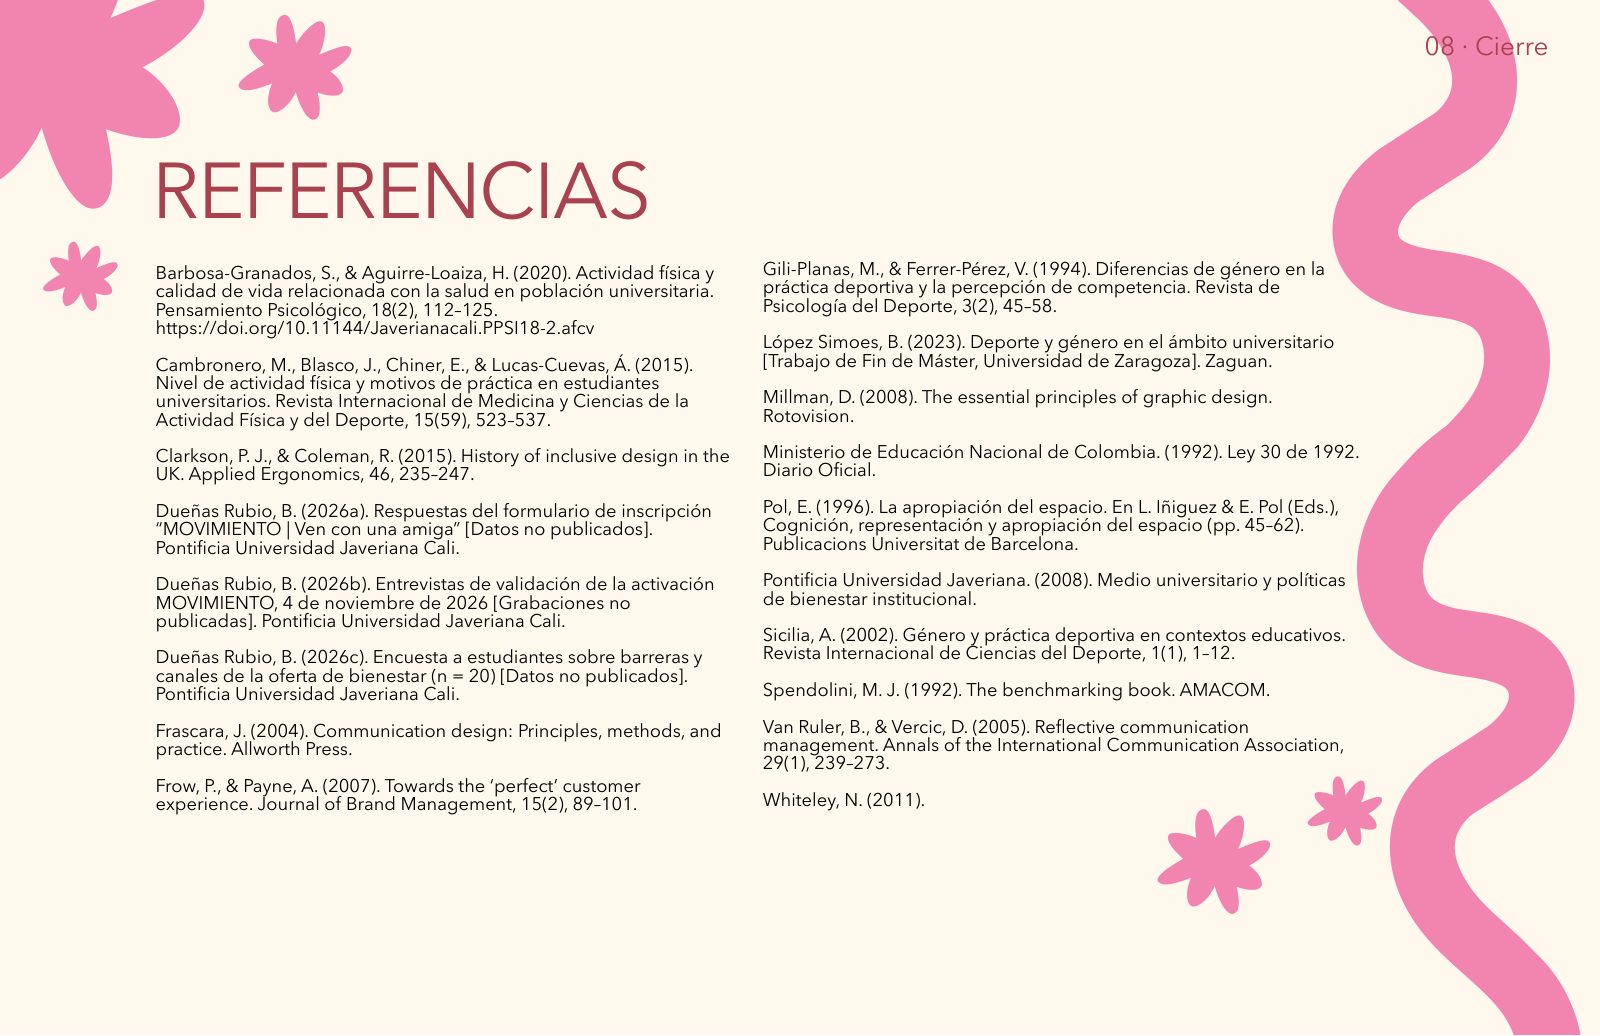 08 · Cierre
REFERENCIAS
Barbosa-Granados, S., & Aguirre-Loaiza, H. (2020). Actividad física y
calidad de vida relacionada con la salud en población universitaria.
Pensamiento Psicológico, 18(2), 112–125.
https://doi.org/10.11144/Javerianacali.PPSI18-2.afcv
Cambronero, M., Blasco, J., Chiner, E., & Lucas-Cuevas, Á. (2015).
Nivel de actividad física y motivos de práctica en estudiantes
universitarios. Revista Internacional de Medicina y Ciencias de la
Actividad Física y del Deporte, 15(59), 523–537.
Clarkson, P. J., & Coleman, R. (2015). History of inclusive design in the
UK. Applied Ergonomics, 46, 235–247.
Dueñas Rubio, B. (2026a). Respuestas del formulario de inscripción
“MOVIMIENTO | Ven con una amiga” [Datos no publicados].
Pontificia Universidad Javeriana Cali.
Dueñas Rubio, B. (2026b). Entrevistas de validación de la activación
MOVIMIENTO, 4 de noviembre de 2026 [Grabaciones no
publicadas]. Pontificia Universidad Javeriana Cali.
Dueñas Rubio, B. (2026c). Encuesta a estudiantes sobre barreras y
canales de la oferta de bienestar (n = 20) [Datos no publicados].
Pontificia Universidad Javeriana Cali.
Frascara, J. (2004). Communication design: Principles, methods, and
practice. Allworth Press.
Frow, P., & Payne, A. (2007). Towards the ‘perfect’ customer
experience. Journal of Brand Management, 15(2), 89–101.
Gili-Planas, M., & Ferrer-Pérez, V. (1994). Diferencias de género en la
práctica deportiva y la percepción de competencia. Revista de
Psicología del Deporte, 3(2), 45–58.
López Simoes, B. (2023). Deporte y género en el ámbito universitario
[Trabajo de Fin de Máster, Universidad de Zaragoza]. Zaguan.
Millman, D. (2008). The essential principles of graphic design.
Rotovision.
Ministerio de Educación Nacional de Colombia. (1992). Ley 30 de 1992.
Diario Oficial.
Pol, E. (1996). La apropiación del espacio. En L. Iñiguez & E. Pol (Eds.),
Cognición, representación y apropiación del espacio (pp. 45–62).
Publicacions Universitat de Barcelona.
Pontificia Universidad Javeriana. (2008). Medio universitario y políticas
de bienestar institucional.
Sicilia, A. (2002). Género y práctica deportiva en contextos educativos.
Revista Internacional de Ciencias del Deporte, 1(1), 1–12.
Spendolini, M. J. (1992). The benchmarking book. AMACOM.
Van Ruler, B., & Vercic, D. (2005). Reflective communication
management. Annals of the International Communication Association,
29(1), 239–273.
Whiteley, N. (2011).